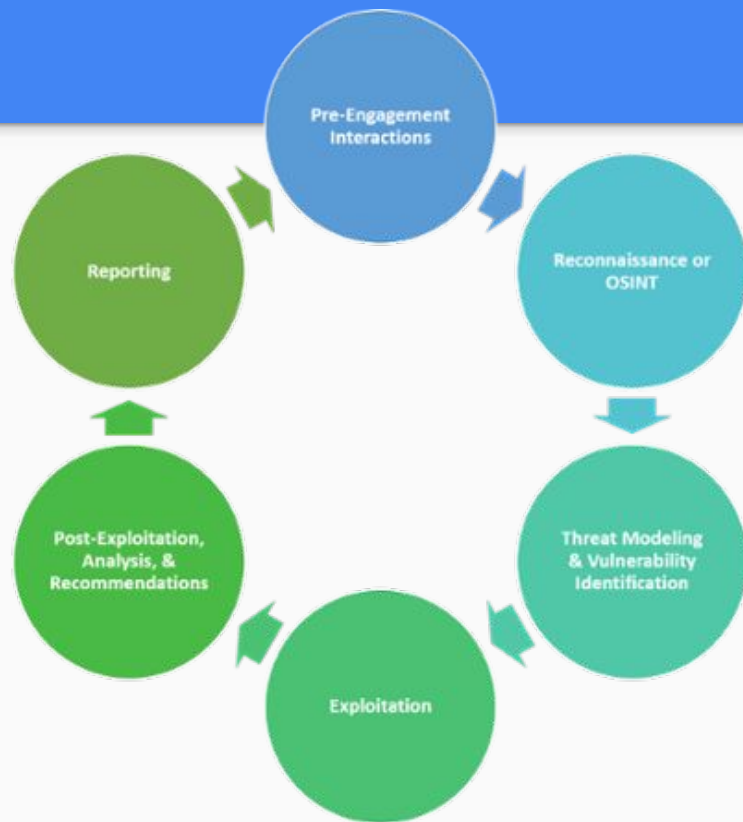 Pre-Engagement
Interactions
Reconnaissance or
OSINT
Threat Modeling
& Vulnerability
Identification
Exploitation
Post-Exploitation,
Analysis, &
Recommendations
Reporting